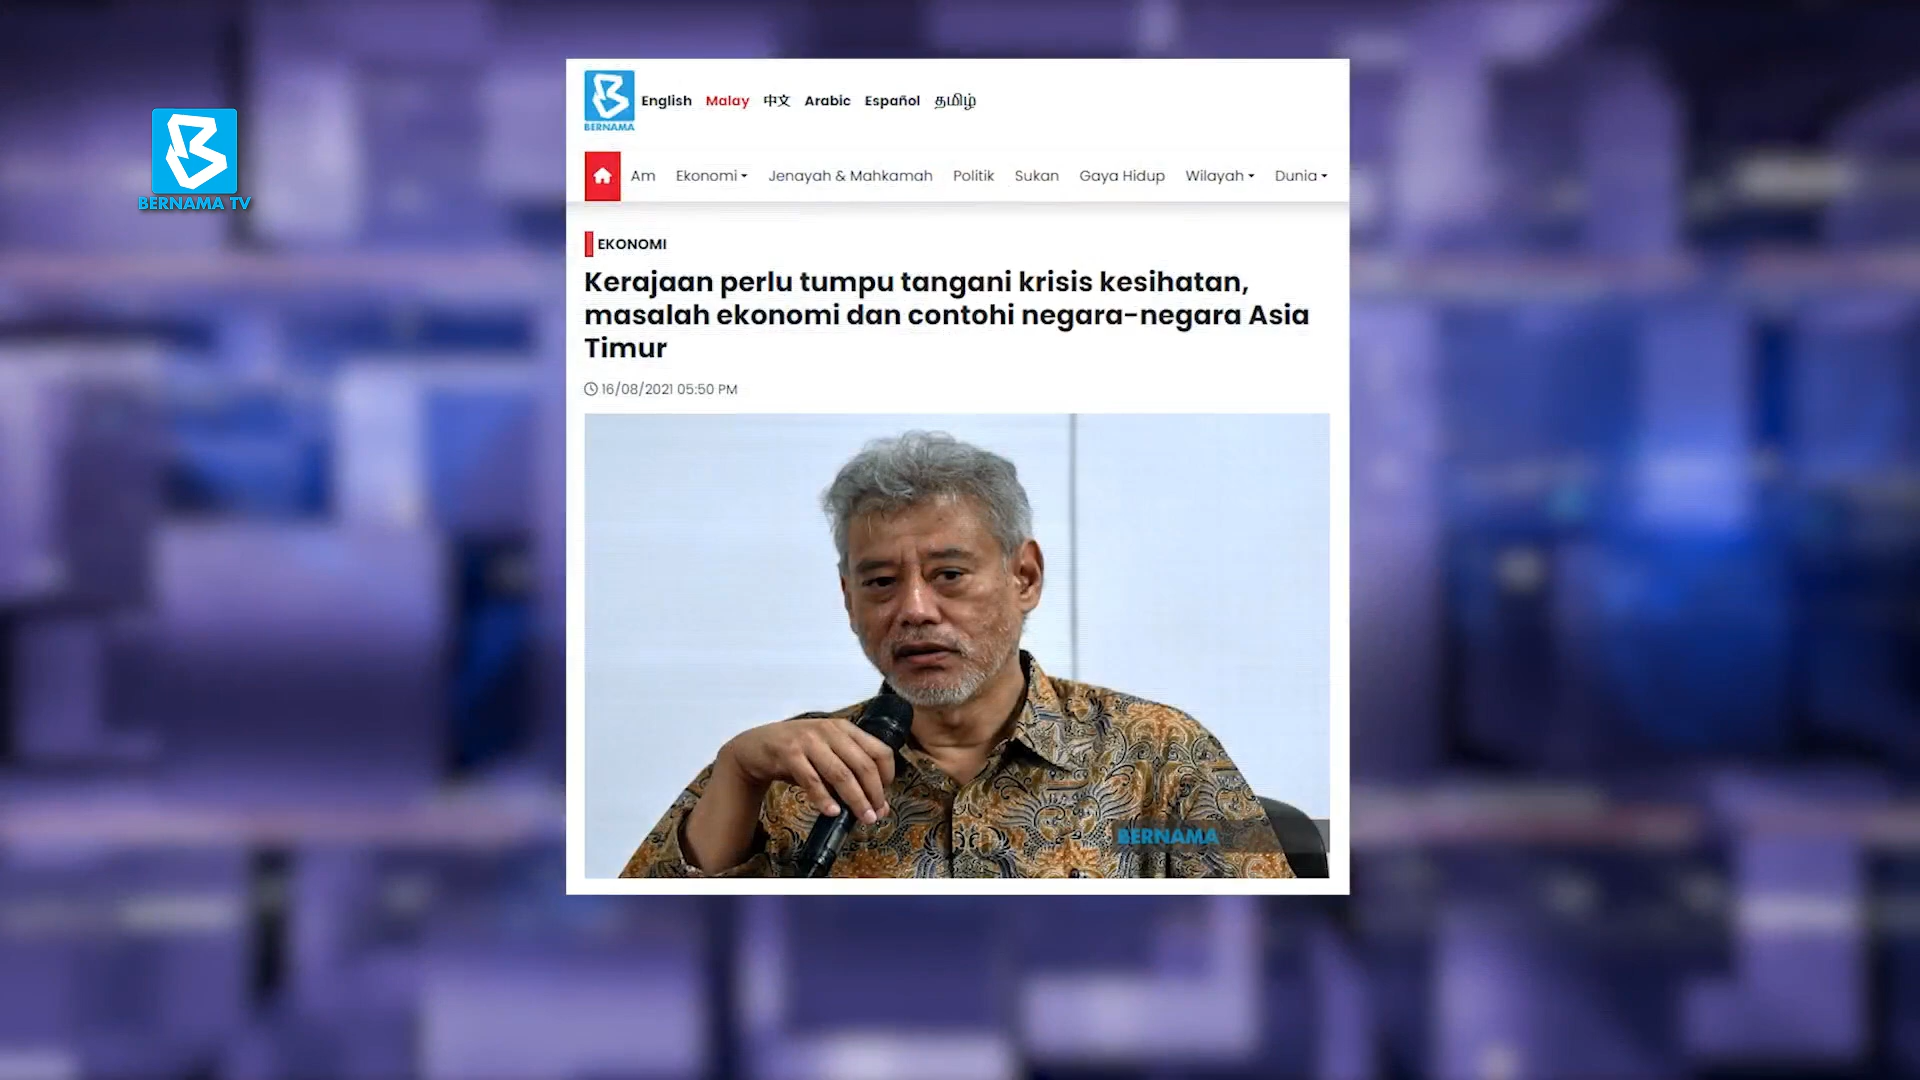 BERNAMA TV
BERNAMA
English Malay 中文 Arabic Español தமிழ்
Am Ekonomi Jenayah & Mahkamah Politik Sukan Gaya Hidup Wilayah Dunia
EKONOMI
Kerajaan perlu tumpu tangani krisis kesihatan,
masalah ekonomi dan contohi negara-negara Asia
Timur
16/08/2021 05:50 PM
BERNAMA